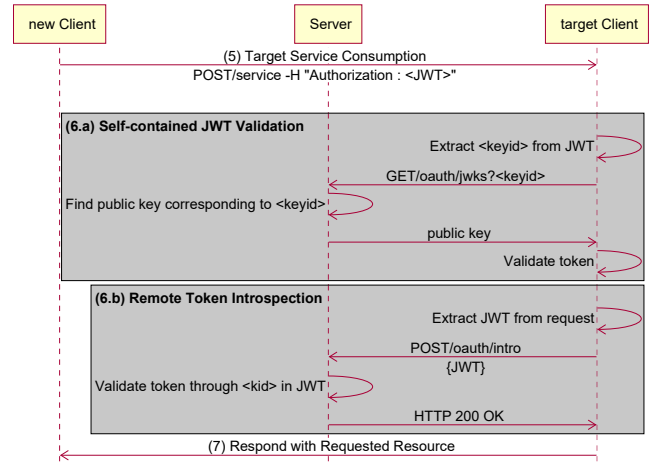 new Client
Server
target Client
(5) Target Service Consumption
POST/service -H "Authorization : <JWT>"
(6.a) Self-contained JWT Validation
Extract <keyid> from JWT
GET/oauth/jwks?<keyid>
Find public key corresponding to <keyid>
public key
Validate token
(6.b) Remote Token Introspection
Extract JWT from request
POST/oauth/intro
{JWT}
Validate token through <kid> in JWT
HTTP 200 OK
(7) Respond with Requested Resource